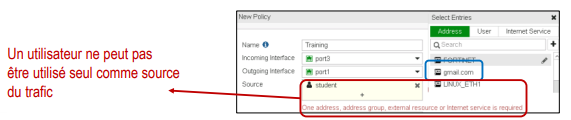 New Policy
Select Entries
Address User Internet Service
Name
Training
Search
Incoming Interface
port3
FORTINET
Outgoing Interface
port1
gmail.com
Source
student
LINUX_ETH1
One address, address group, external resource or Internet service is required
Un utilisateur ne peut pas
être utilisé seul comme source
du trafic